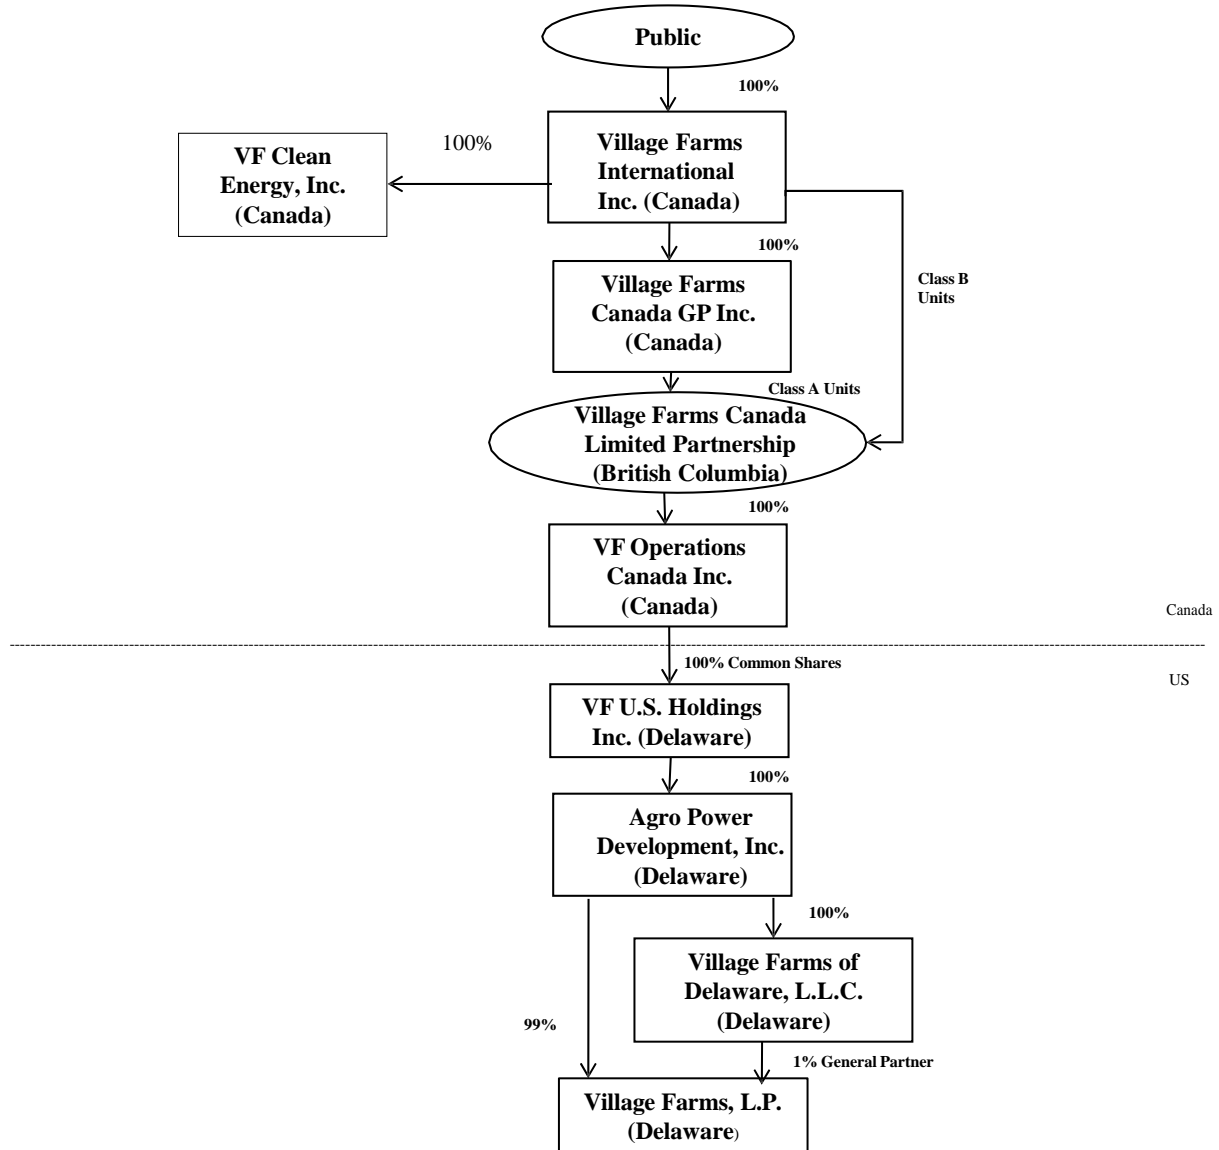 Public
100%
Village Farms
International
Inc. (Canada)
100%
VF Clean
Energy, Inc.
(Canada)
100%
Class B
Units
Village Farms
Canada GP Inc.
(Canada)
Class A Units
Village Farms Canada
Limited Partnership
(British Columbia)
100%
VF Operations
Canada Inc.
(Canada)
Canada
100% Common Shares
US
VF U.S. Holdings
Inc. (Delaware)
100%
Agro Power
Development, Inc.
(Delaware)
100%
Village Farms of
Delaware, L.L.C.
(Delaware)
99%
1% General Partner
Village Farms, L.P.
(Delaware)